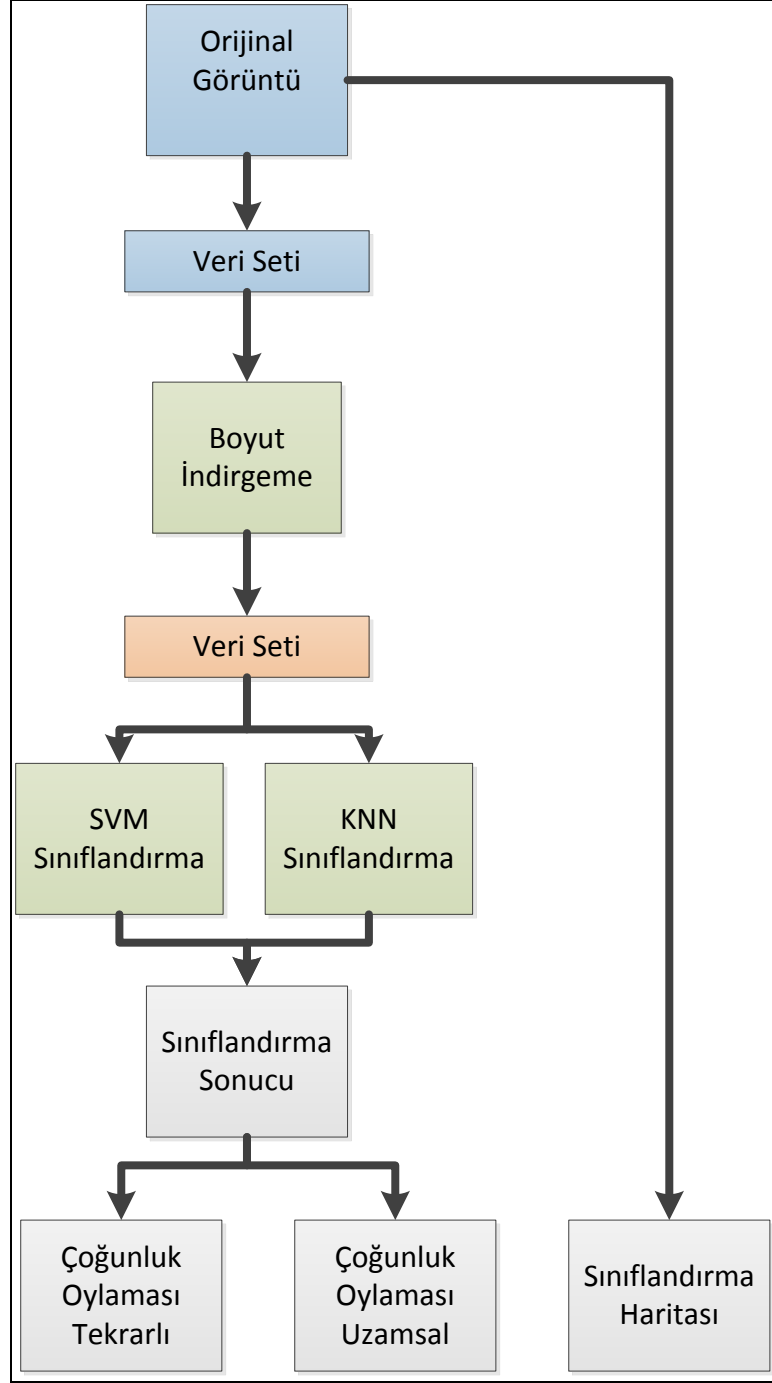 Orijinal
Görüntü
Veri Seti
Boyut
İndirgeme
Veri Seti
SVM
Sınıflandırma
KNN
Sınıflandırma
Sınıflandırma
Sonucu
Çoğunluk
Oylaması
Tekrarlı
Çoğunluk
Oylaması
Uzamsal
Sınıflandırma
Haritası